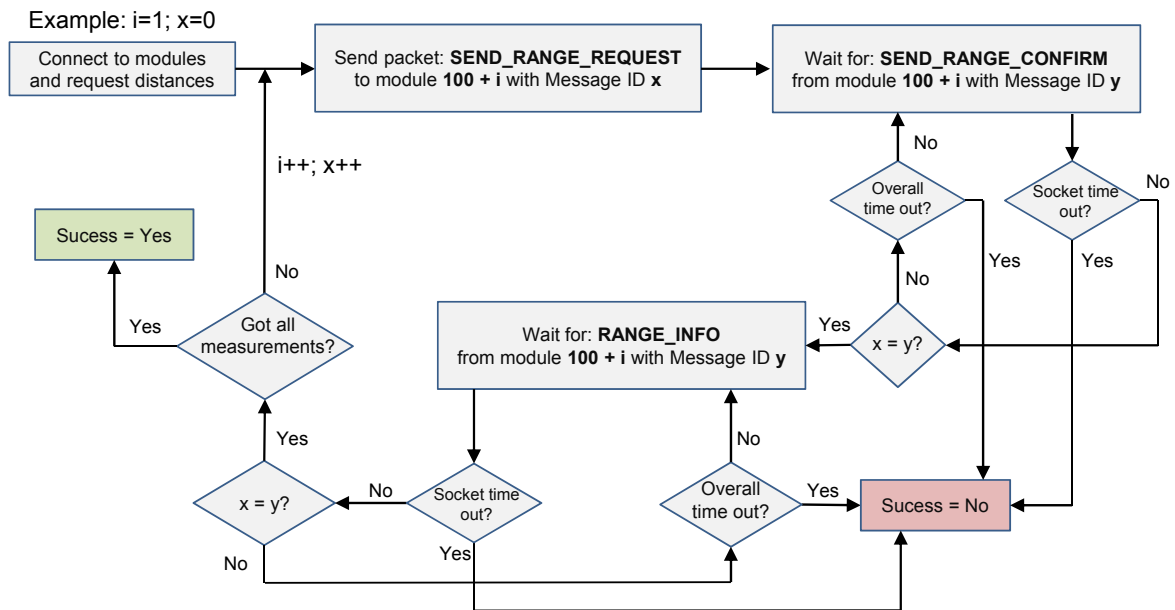 Example: i=1; x=0
Connect to modules
and request distances
Send packet: SEND_RANGE_REQUEST
to module 100 + i with Message ID x
Wait for: SEND_RANGE_CONFIRM
from module 100 + i with Message ID y
No
i++; x++
Overall
time out?
Socket time
out?
No
Sucess = Yes
No
Yes
Yes
No
Yes
Got all
measurements?
Wait for: RANGE_INFO
from module 100 + i with Message ID y
Yes
x = y?
Yes
No
x = y?
No
Socket time
out?
Overall
time out?
Yes
Sucess = No
No
Yes